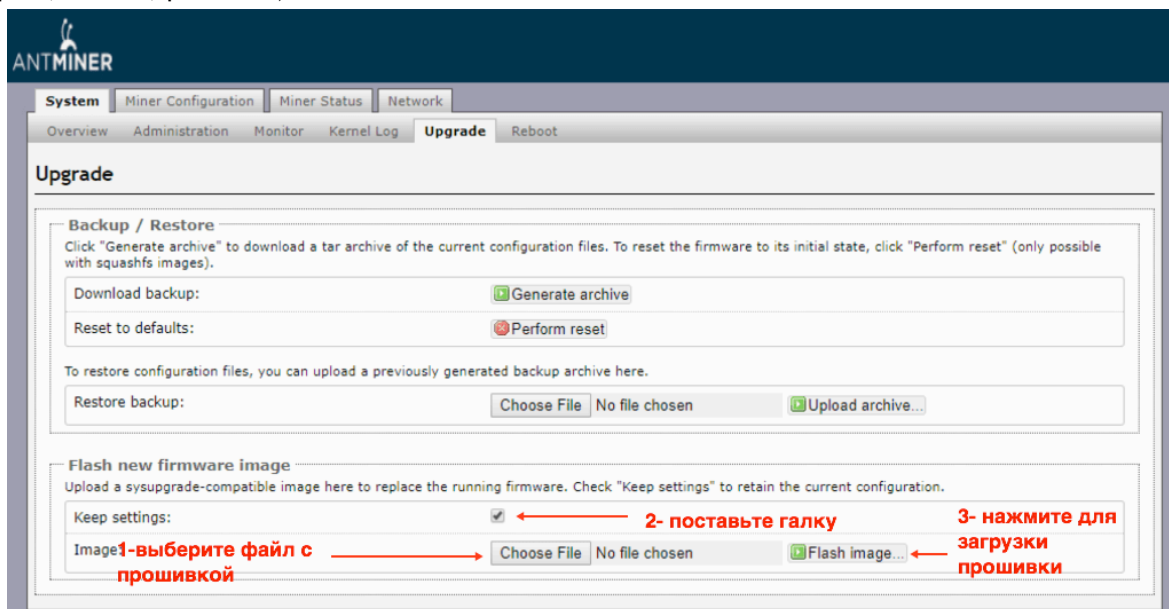 ANTMINER
System Miner Configuration Miner Status Network
Overview Administration Monitor Kernel Log Upgrade Reboot
Upgrade
Backup / Restore
Click "Generate archive" to download a tar archive of the current configuration files. To reset the firmware to its initial state, click "Perform reset" (only possible
with squashfs images).
Download backup: Generate archive
Reset to defaults: Perform reset
To restore configuration files, you can upload a previously generated backup archive here.
Restore backup: Choose File No file chosen Upload archive...
Flash new firmware image
Upload a sysupgrade-compatible image here to replace the running firmware. Check "Keep settings" to retain the current configuration.
Keep settings: 2- поставьте галку
Image: 1-выберите файл с
прошивкой
Choose File No file chosen Flash image...
3- нажмите для
загрузки
прошивки